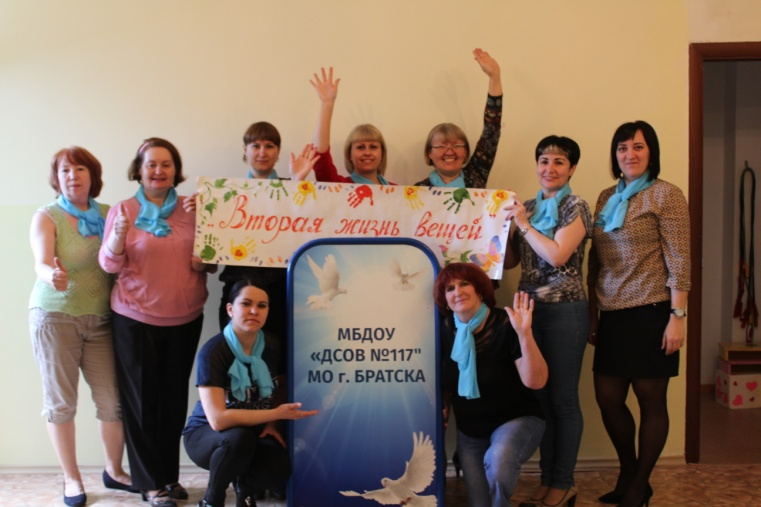 Вторая жизнь вещей
МБДОУ
«ДСОВ №117"
МО г. БРАТСКА